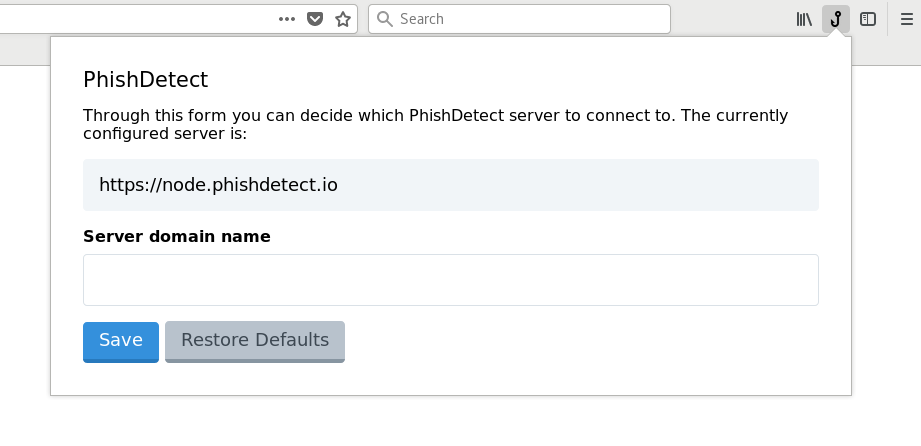 Search
PhishDetect
Through this form you can decide which PhishDetect server to connect to. The currently
configured server is:
https://node.phishdetect.io
Server domain name
Save Restore Defaults